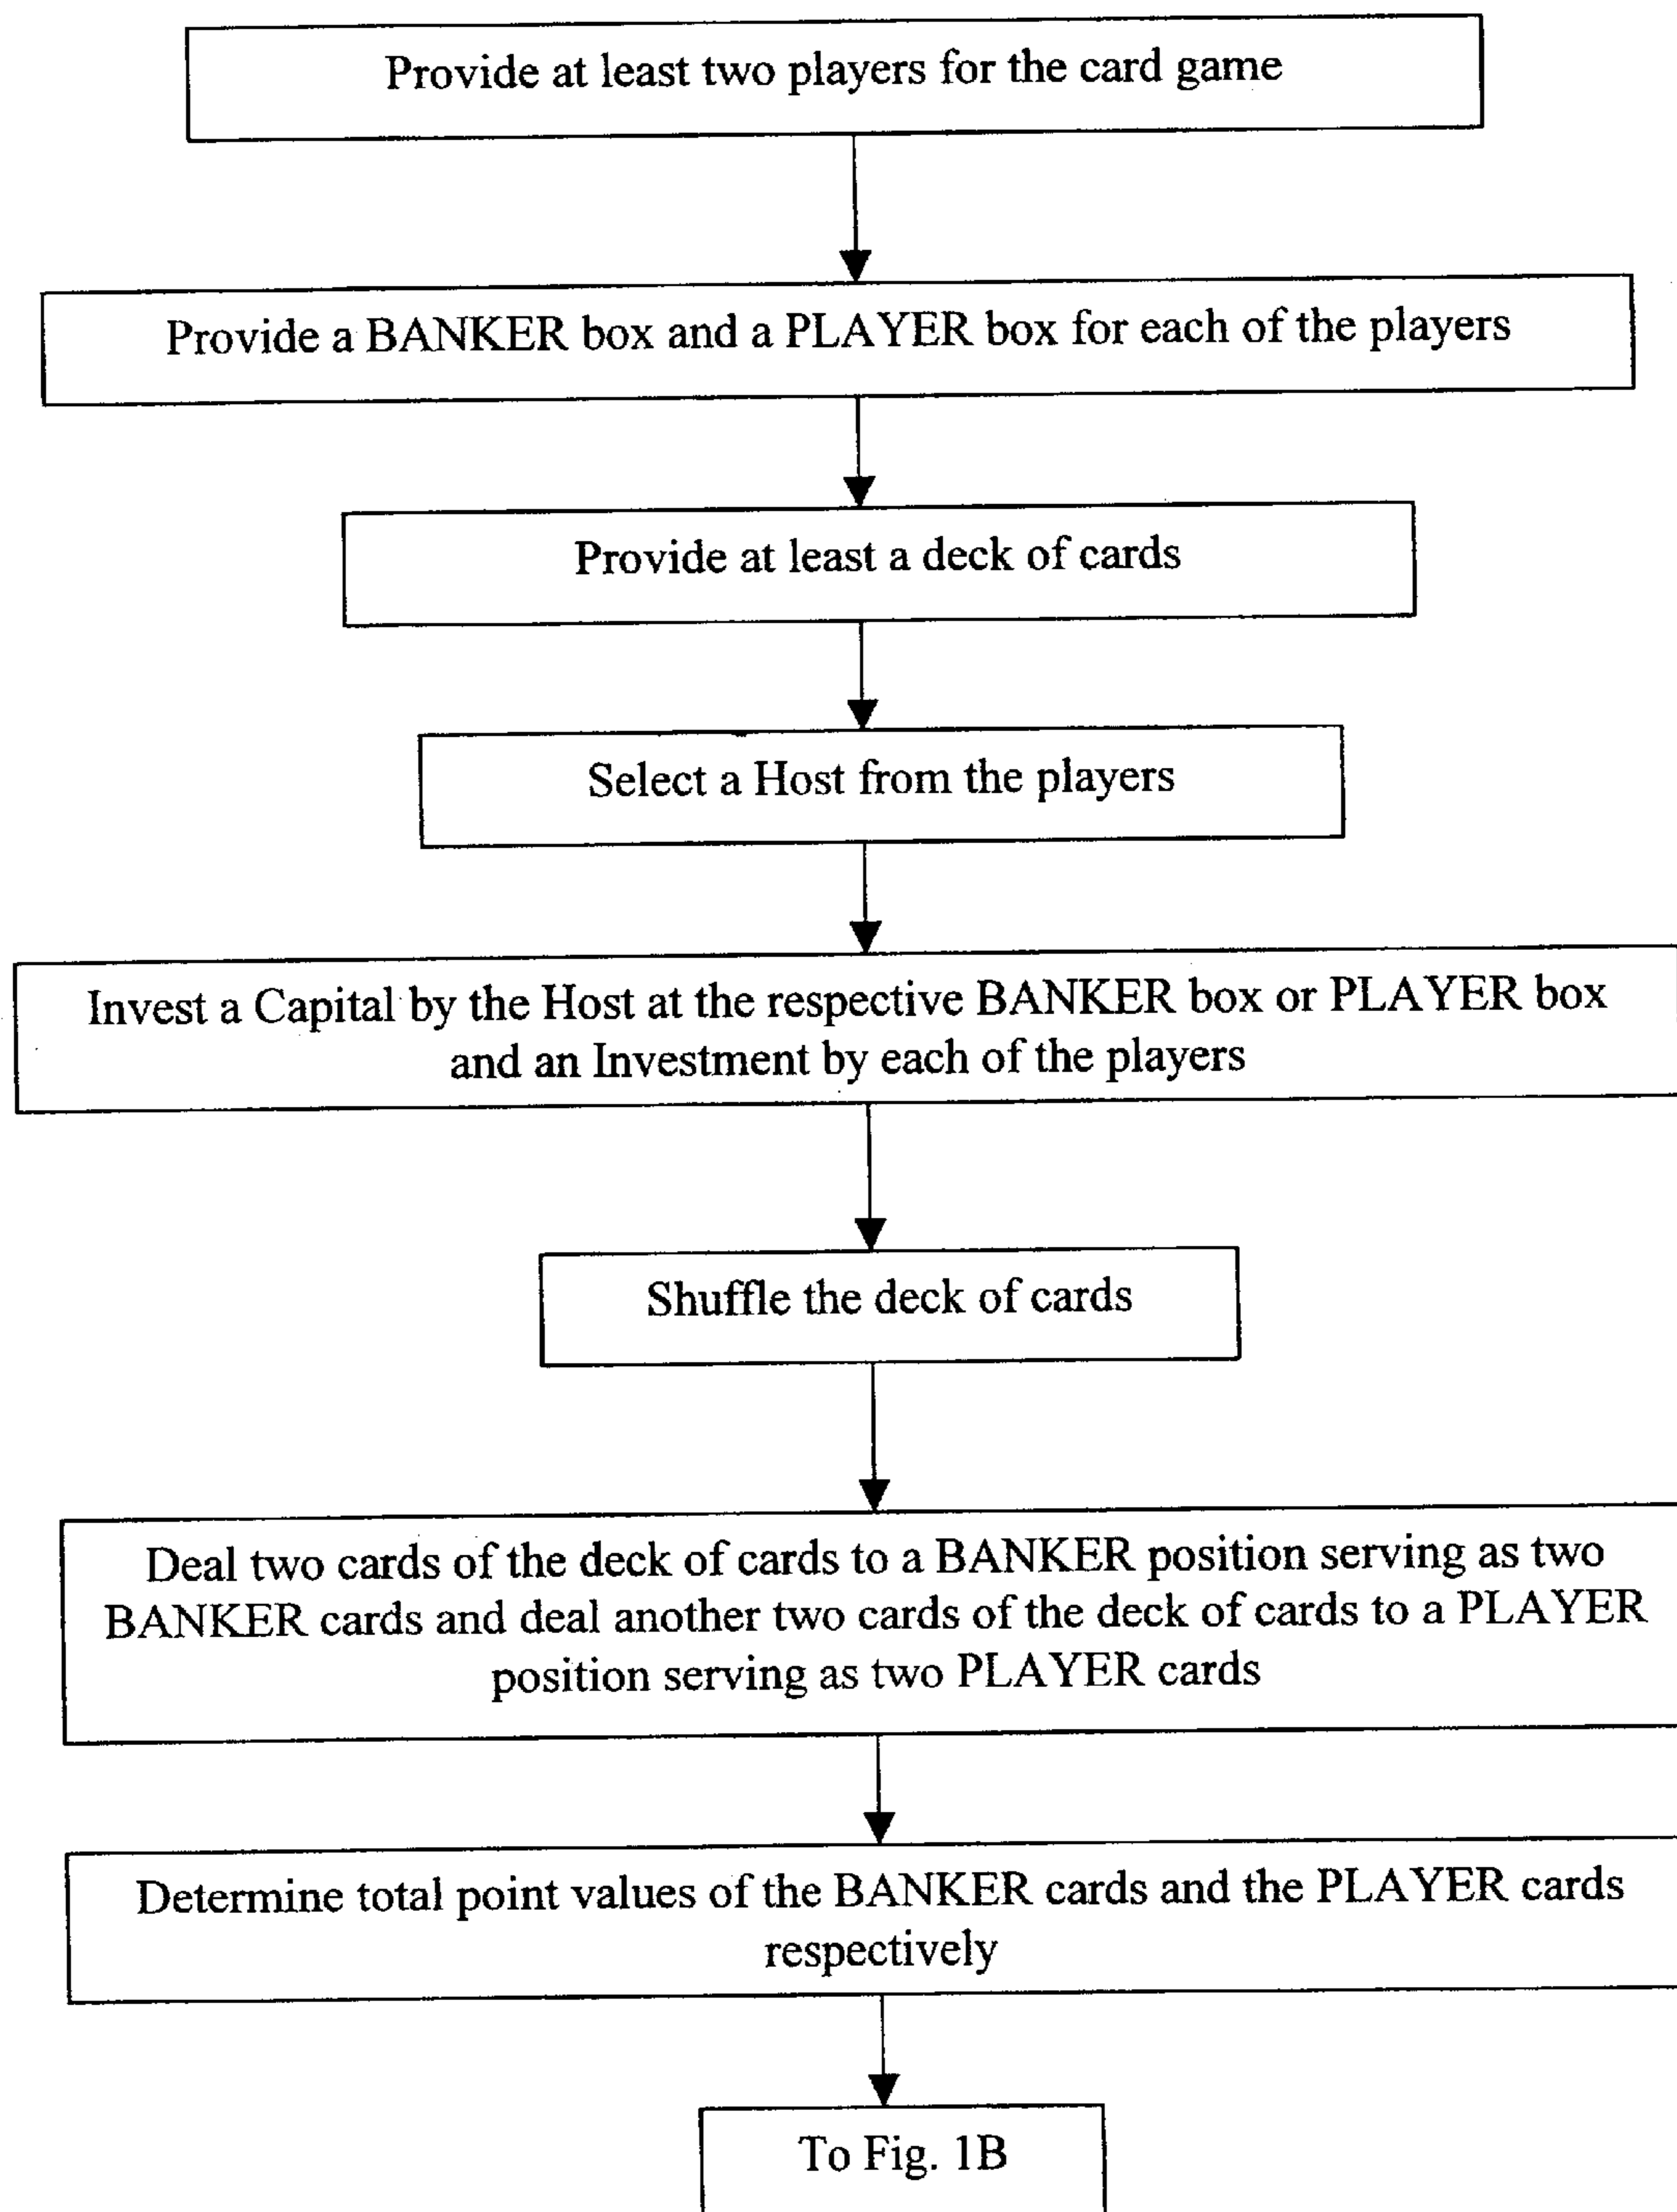 Provide at least two players for the card game
Provide a BANKER box and a PLAYER box for each of the players
Provide at least a deck of cards
Select a Host from the players
Invest a Capital by the Host at the respective BANKER box or PLAYER box
and an Investment by each of the players
Shuffle the deck of cards
Deal two cards of the deck of cards to a BANKER position serving as two
BANKER cards and deal another two cards of the deck of cards to a PLAYER
position serving as two PLAYER cards
Determine total point values of the BANKER cards and the PLAYER cards
respectively
To Fig. 1B